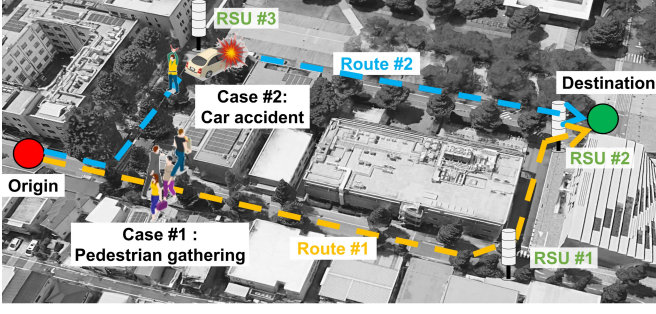 RSU #3
Route #2
Destination
Case #2:
Car accident
RSU #2
Origin
Case #1 :
Pedestrian gathering
Route #1
RSU #1